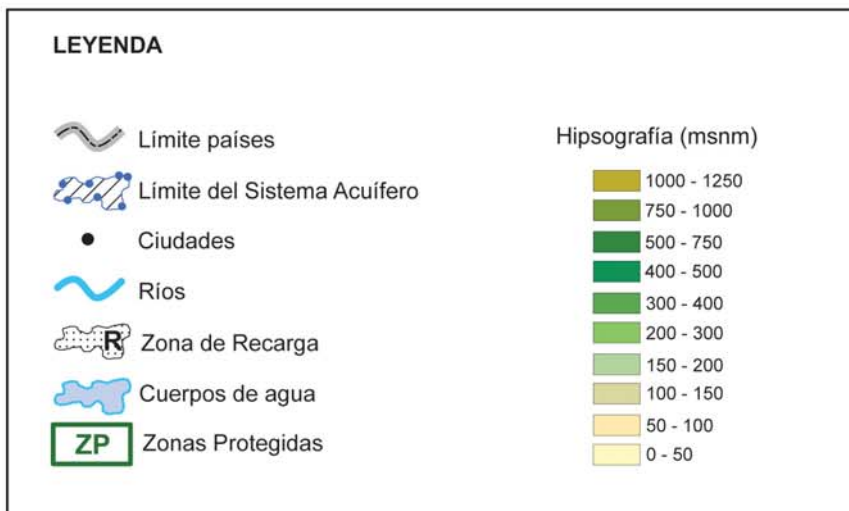 LEYENDA
Límite países
Límite del Sistema Acuífero
Ciudades
Ríos
R Zona de Recarga
Cuerpos de agua
ZP Zonas Protegidas
Hipsografía (msnm)
1000 - 1250
750 - 1000
500 - 750
400 - 500
300 - 400
200 - 300
150 - 200
100 - 150
50 - 100
0 - 50